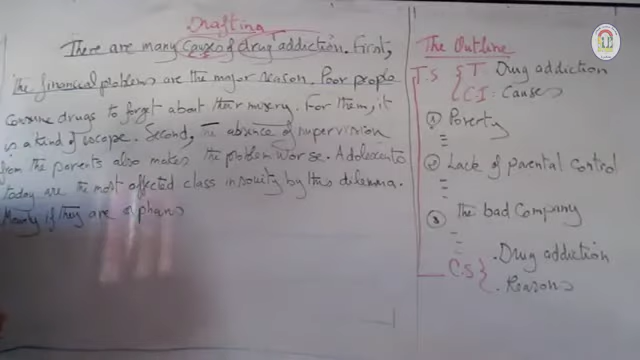 Drafting
There are many causes of drug addiction. First,
The financial problems are the major reason. Poor people
consume drugs to forget about their misery. For them, it
is a kind of escape. Second, The absence of supervision
from the parents also makes the problem worse. Adolescents
today are the most affected class in society by this dilemma.
Mainly if they are orphans
The Outline
T.S { T: Drug addiction
C.I: Causes
1 Poverty
2 Lack of parental control
3 The bad Company
C.S { . Drug addiction
. Reasons